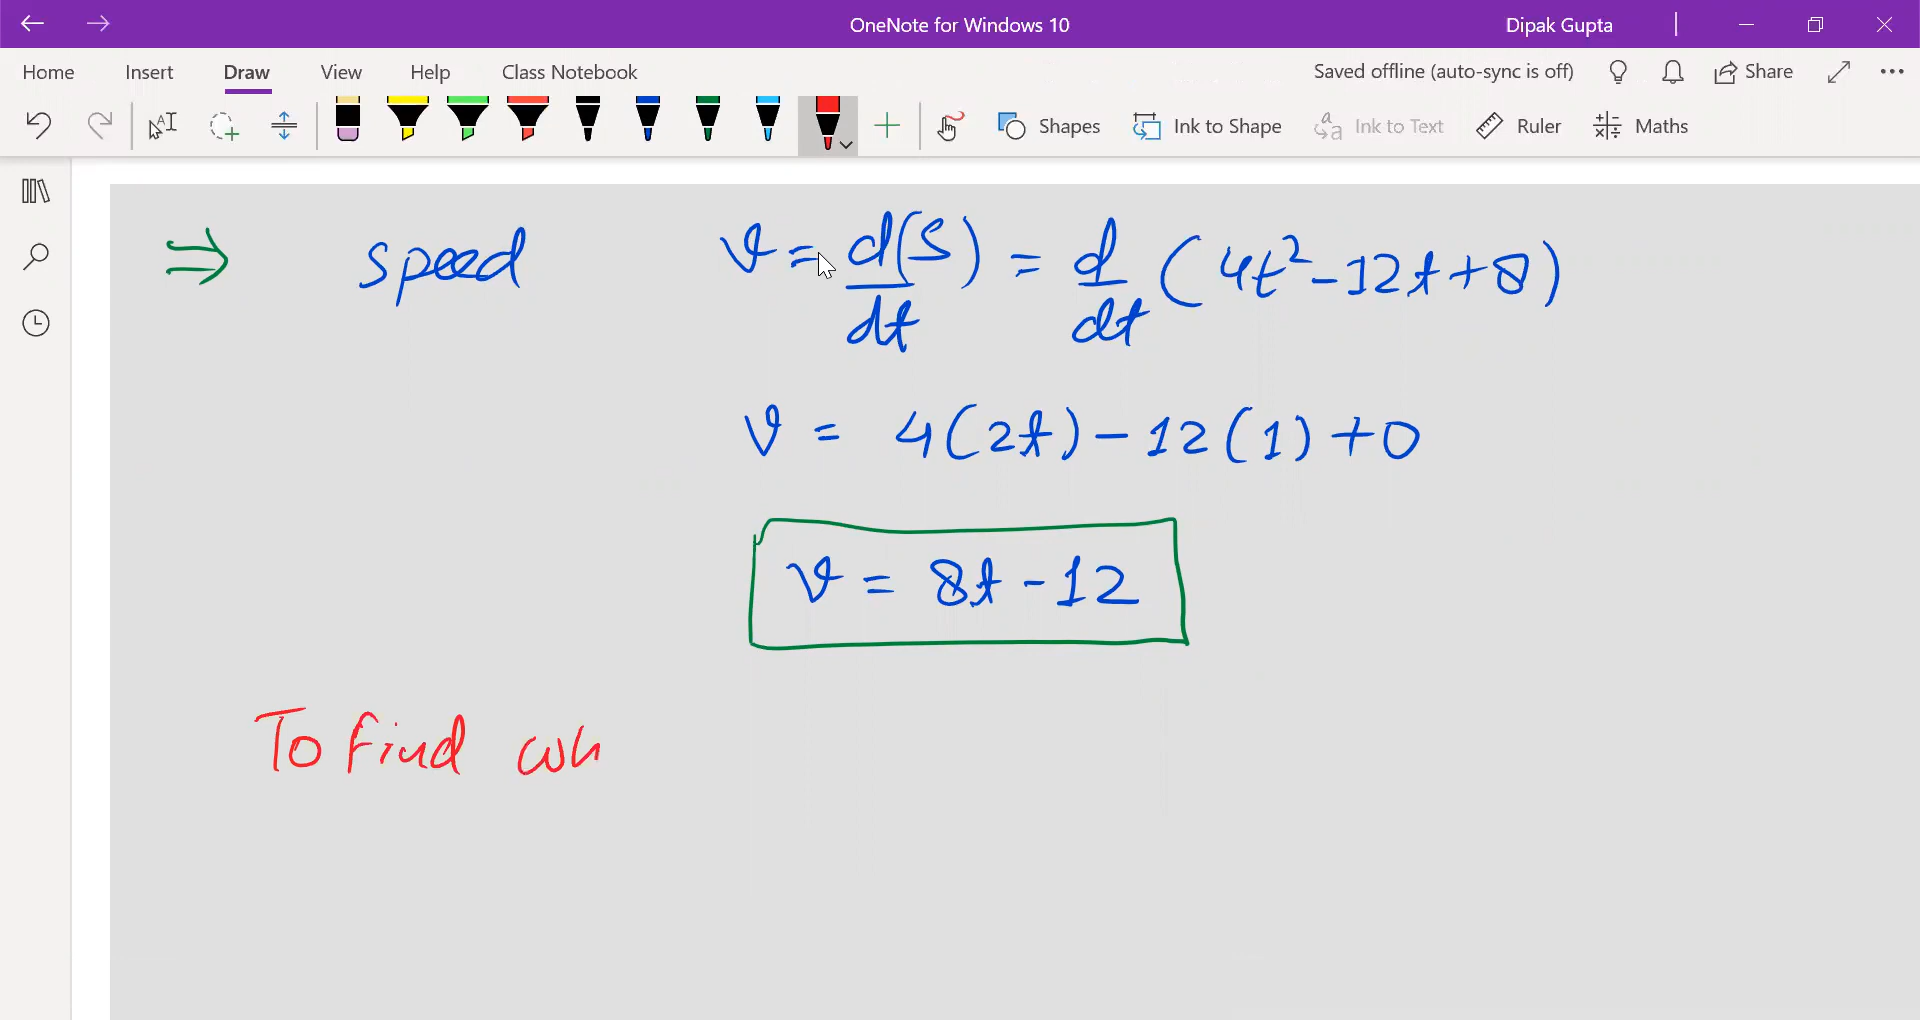 OneNote for Windows 10
Dipak Gupta
Home Insert Draw View Help Class Notebook
Saved offline (auto-sync is off) Share
Shapes Ink to Shape Ink to Text Ruler Maths
⇒ speed v = d(S)/dt = d/dt (4t² - 12t + 8)
v = 4(2t) - 12(1) + 0
v = 8t - 12
To find wh